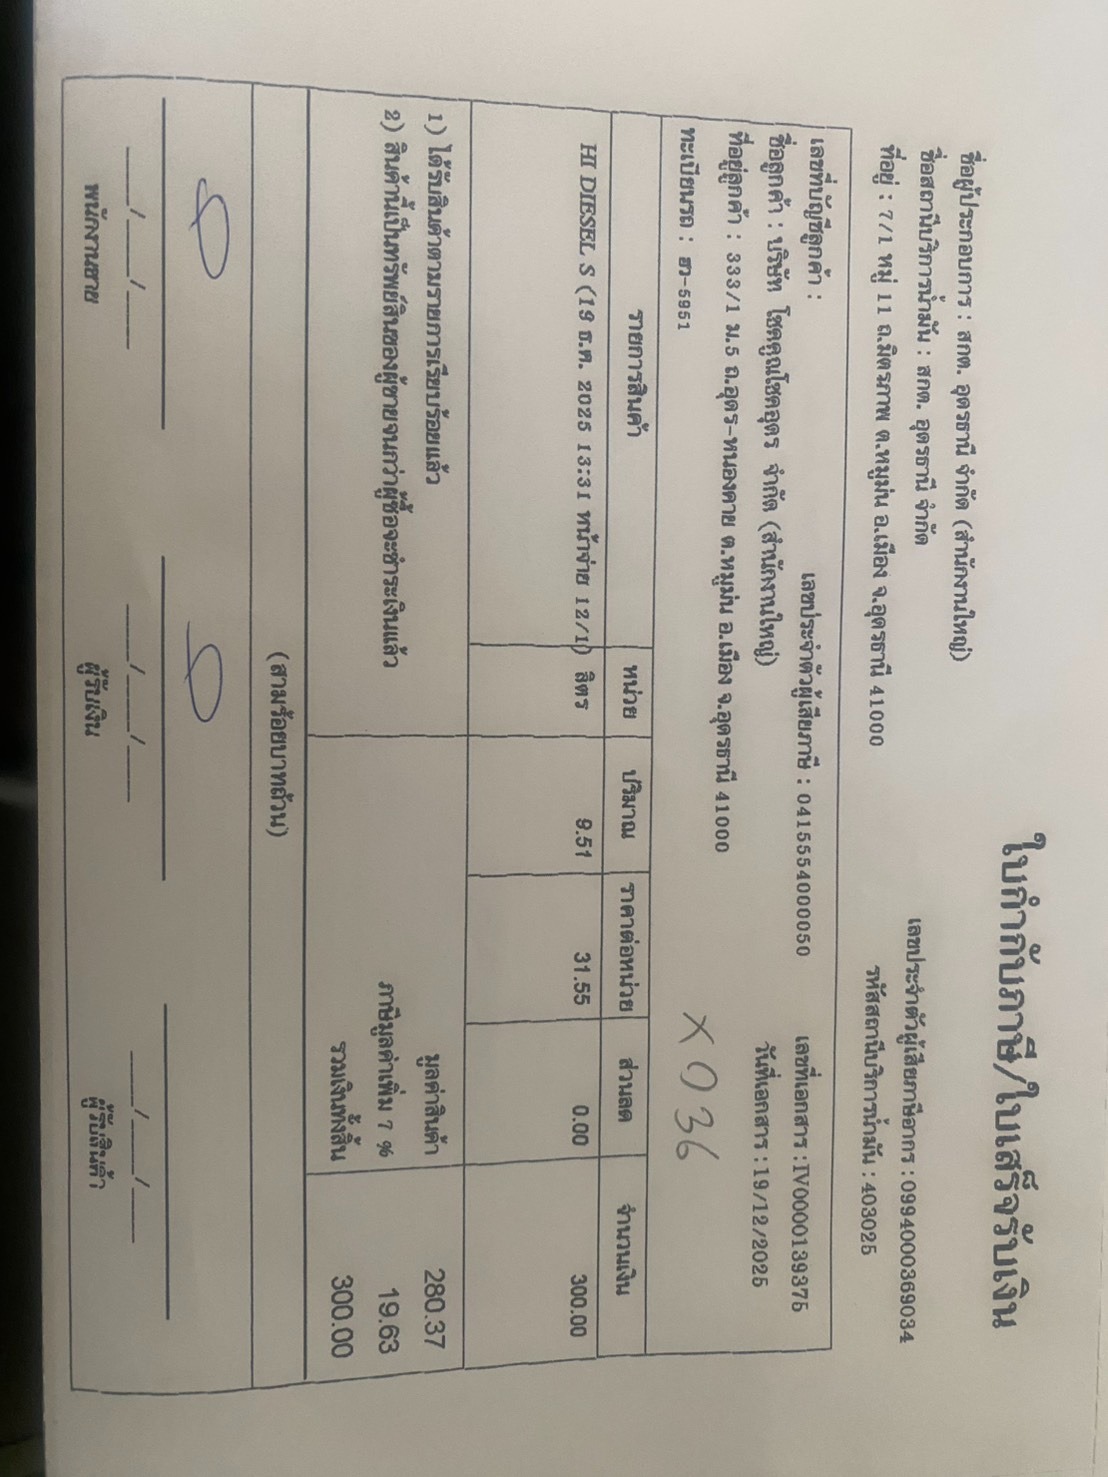 ใบกำกับภาษี/ใบเสร็จรับเงิน
ชื่อผู้ประกอบการ : สกต. อุดรธานี จำกัด (สำนักงานใหญ่) เลขประจำตัวผู้เสียภาษีอากร : 0994000369034
ชื่อสถานีบริการน้ำมัน : สกต. อุดรธานี จำกัด รหัสสถานีบริการน้ำมัน : 403025
ที่อยู่ : 7/1 หมู่ 11 ถ.มิตรภาพ ต.หมูม่น อ.เมือง จ.อุดรธานี 41000
เลขที่บัญชีลูกค้า : เลขประจำตัวผู้เสียภาษี : 0415554000050 เลขที่เอกสาร : IV0000139375
ชื่อลูกค้า : บริษัท โชคคูณโชคอุดร จำกัด (สำนักงานใหญ่) วันที่เอกสาร : 19/12/2025
ที่อยู่ลูกค้า : 333/1 ม.5 ถ.อุดร-หนองคาย ต.หมูม่น อ.เมือง จ.อุดรธานี 41000
ทะเบียนรถ : ฮว-5951 X036
รายการสินค้า หน่วย ปริมาณ ราคาต่อหน่วย ส่วนลด จำนวนเงิน
HI DIESEL S (19 ธ.ค. 2025 13:31 หน้าจ่าย 12/1) ลิตร 9.51 31.55 0.00 300.00
1) ได้รับสินค้าตามรายการเรียบร้อยแล้ว มูลค่าสินค้า 280.37
2) สินค้านี้เป็นทรัพย์สินของผู้ขายจนกว่าผู้ซื้อจะชำระเงินแล้ว ภาษีมูลค่าเพิ่ม 7 % 19.63
รวมเงินทั้งสิ้น 300.00
(สามร้อยบาทถ้วน)
___/___/___ ___/___/___ ___/___/___
พนักงานขาย ผู้รับเงิน ผู้รับสินค้า